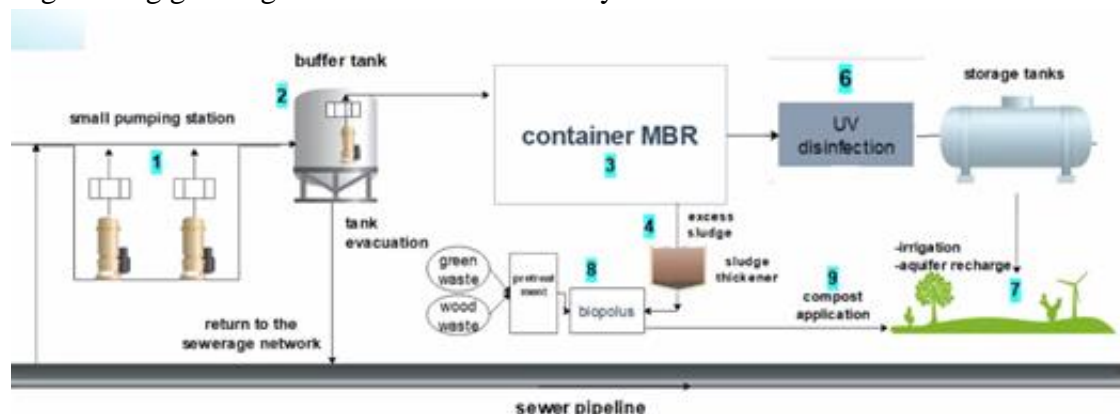 buffer tank
2
6
storage tanks
small pumping station
1
container MBR
3
UV
disinfection
tank
evacuation
4
excess
sludge
sludge
thickener
green
waste
wood
waste
8
biopolus
9
compost
application
-irrigation
-aquifer recharge
7
return to the
sewerage network
sewer pipeline